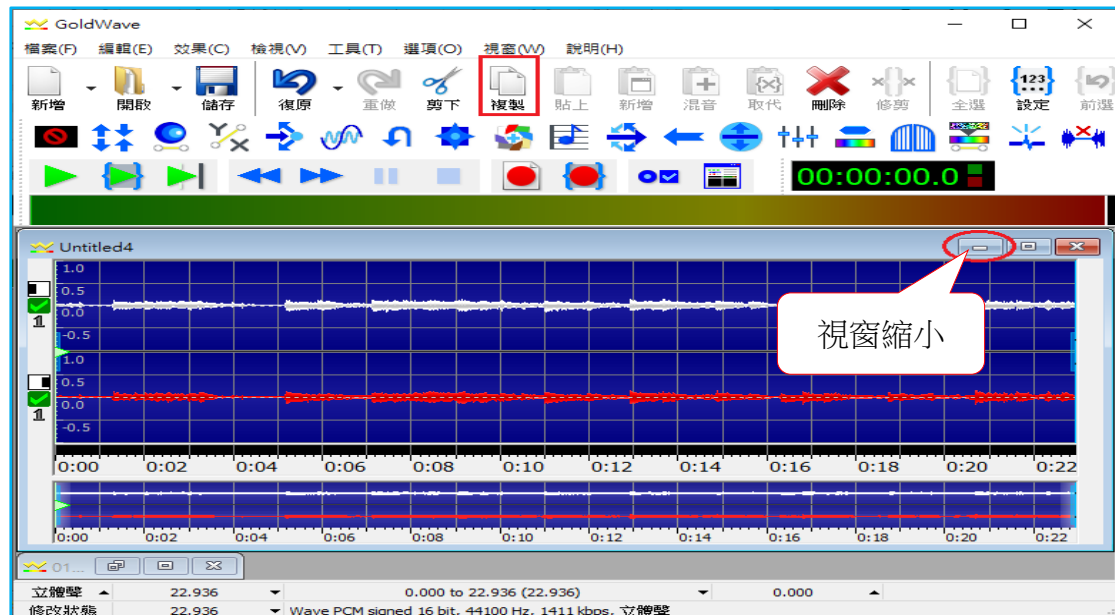 GoldWave
檔案(F) 編輯(E) 效果(C) 檢視(V) 工具(T) 選項(O) 視窗(W) 說明(H)
新增 開啟 儲存 復原 重做 剪下 複製 貼上 新增 混音 取代 刪除 修剪 全選 設定 前選
00:00:00.0
Untitled4
1.0
0.5
0.0
-0.5
1.0
0.5
0.0
-0.5
1
1
視窗縮小
0:00 0:02 0:04 0:06 0:08 0:10 0:12 0:14 0:16 0:18 0:20 0:22
0:00 0:02 0:04 0:06 0:08 0:10 0:12 0:14 0:16 0:18 0:20 0:22
01...
立體聲 22.936 0.000 to 22.936 (22.936) 0.000
修改狀態 22.936 Wave PCM signed 16 bit, 44100 Hz, 1411 kbps, 立體聲